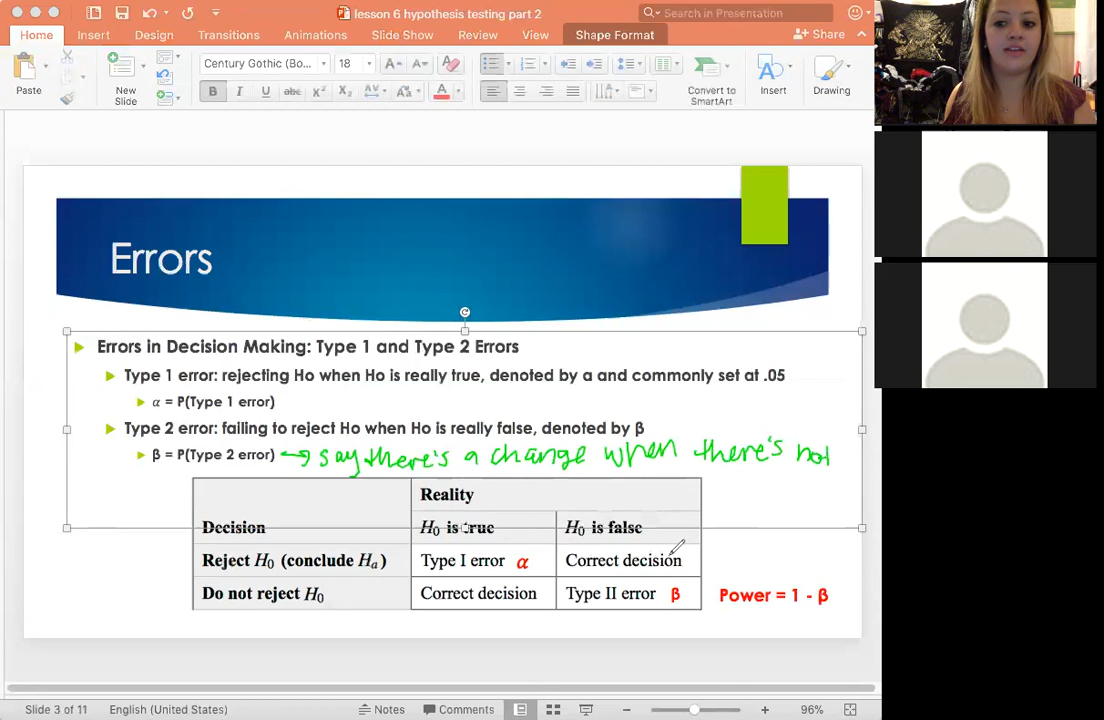 lesson 6 hypothesis testing part 2
Search in Presentation
Home Insert Design Transitions Animations Slide Show Review View Shape Format Share
Century Gothic (Bo... 18
Paste New Slide B I U abc X² X₂ AV Aa A Convert to SmartArt Insert Drawing
Errors
Errors in Decision Making: Type 1 and Type 2 Errors
Type 1 error: rejecting Ho when Ho is really true, denoted by a and commonly set at .05
α = P(Type 1 error)
Type 2 error: failing to reject Ho when Ho is really false, denoted by β
β = P(Type 2 error) → say there's a change when there's not
Reality
Decision H₀ is true H₀ is false
Reject H₀ (conclude Hₐ) Type I error α Correct decision
Do not reject H₀ Correct decision Type II error β Power = 1 - β
Slide 3 of 11 English (United States) Notes Comments 96%